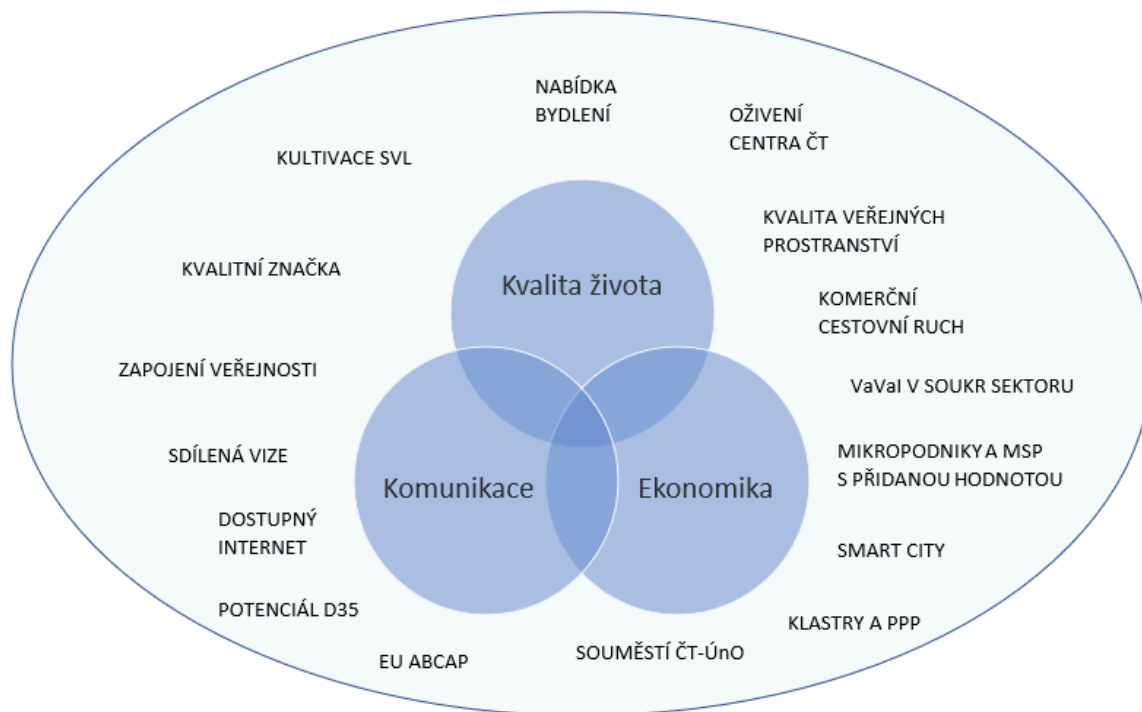 NABÍDKA
BYDLENÍ
OŽIVENÍ
CENTRA ČT
KULTIVACE SVL
KVALITA VEŘEJNÝCH
PROSTRANSTVÍ
KVALITNÍ ZNAČKA
Kvalita života
KOMERČNÍ
CESTOVNÍ RUCH
ZAPOJENÍ VEŘEJNOSTI
VaVaI V SOUKR SEKTORU
SDÍLENÁ VIZE
MIKROPODNIKY A MSP
S PŘIDANOU HODNOTOU
Komunikace
Ekonomika
DOSTUPNÝ
INTERNET
SMART CITY
POTENCIÁL D35
KLASTRY A PPP
EU ABCAP
SOUMĚSTÍ ČT-ÚnO